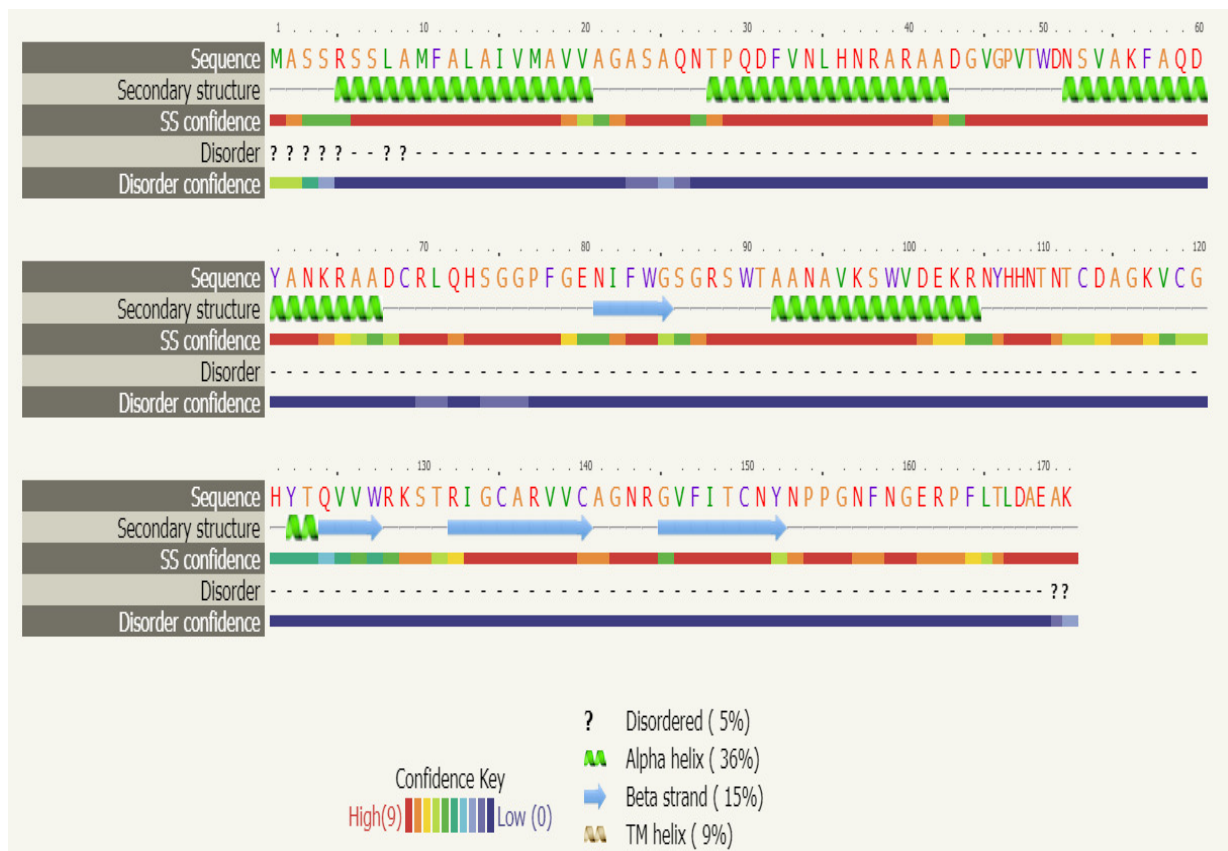 1 10 20 30 40 50 60
Sequence MASSRSSLAMFALAIVMAVVAGASAQNTPQDFVNLHNRARAADGVGPVTWDNSVAKFAQD
Secondary structure
SS confidence
Disorder ?????--??---------------------------------------------------
Disorder confidence
70 80 90 100 110 120
Sequence YANKRAADCRLQHSGGPFGENIFWGSGRSWTAANAVKSWVDEKRNYHHNTNTCDAGKVCG
Secondary structure
SS confidence
Disorder ------------------------------------------------------------
Disorder confidence
130 140 150 160 170
Sequence HYTQVVWRKSTRIGCARVVCAGNRGVFITCNYNPPGNFNGERPFLTLDAEAK
Secondary structure
SS confidence
Disorder --------------------------------------------------??
Disorder confidence
? Disordered ( 5%)
Alpha helix ( 36%)
Confidence Key
Beta strand ( 15%)
High(9) Low (0)
TM helix ( 9%)